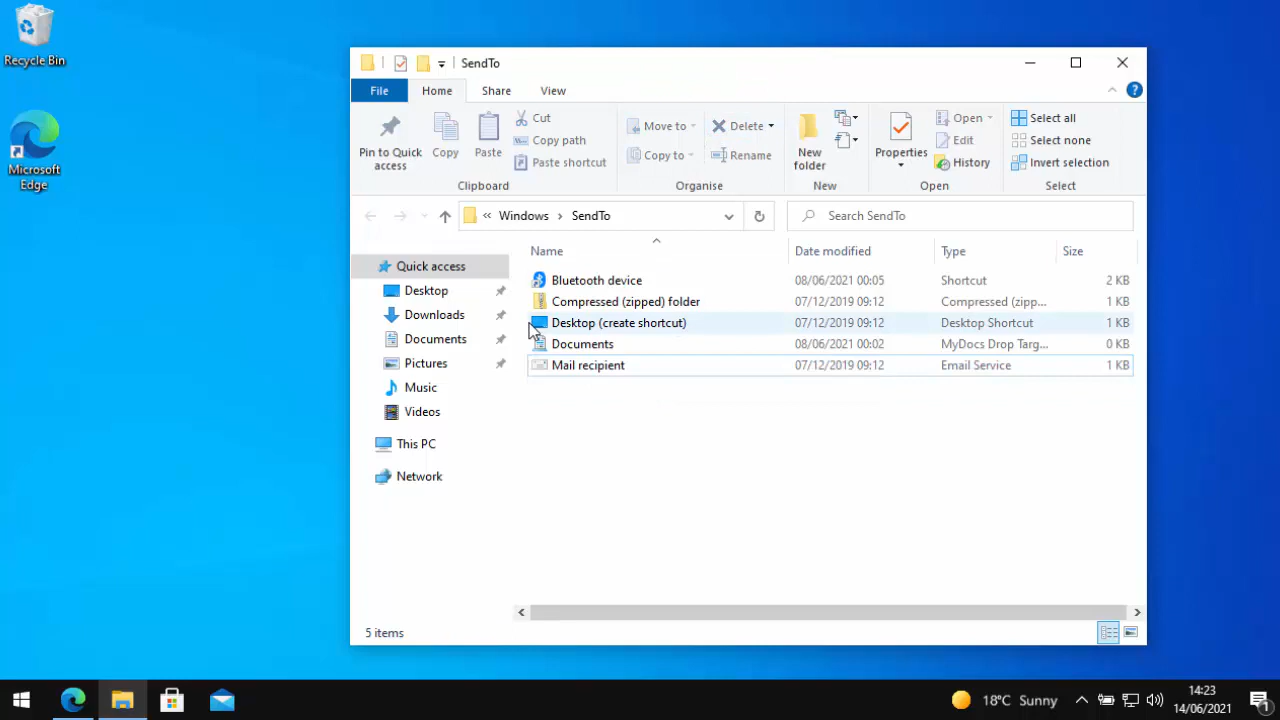 Recycle Bin
Microsoft
Edge
SendTo
File
Home
Share
View
Pin to Quick
access
Copy
Paste
Cut
Copy path
Paste shortcut
Clipboard
Move to
Copy to
Delete
Rename
Organise
New
folder
New
Properties
Open
Edit
History
Open
Select all
Select none
Invert selection
Select
« Windows › SendTo
Search SendTo
Quick access
Desktop
Downloads
Documents
Pictures
Music
Videos
This PC
Network
Name Date modified Type Size
Bluetooth device 08/06/2021 00:05 Shortcut 2 KB
Compressed (zipped) folder 07/12/2019 09:12 Compressed (zipp... 1 KB
Desktop (create shortcut) 07/12/2019 09:12 Desktop Shortcut 1 KB
Documents 08/06/2021 00:02 MyDocs Drop Targ... 0 KB
Mail recipient 07/12/2019 09:12 Email Service 1 KB
5 items
18°C Sunny
14:23
14/06/2021
1